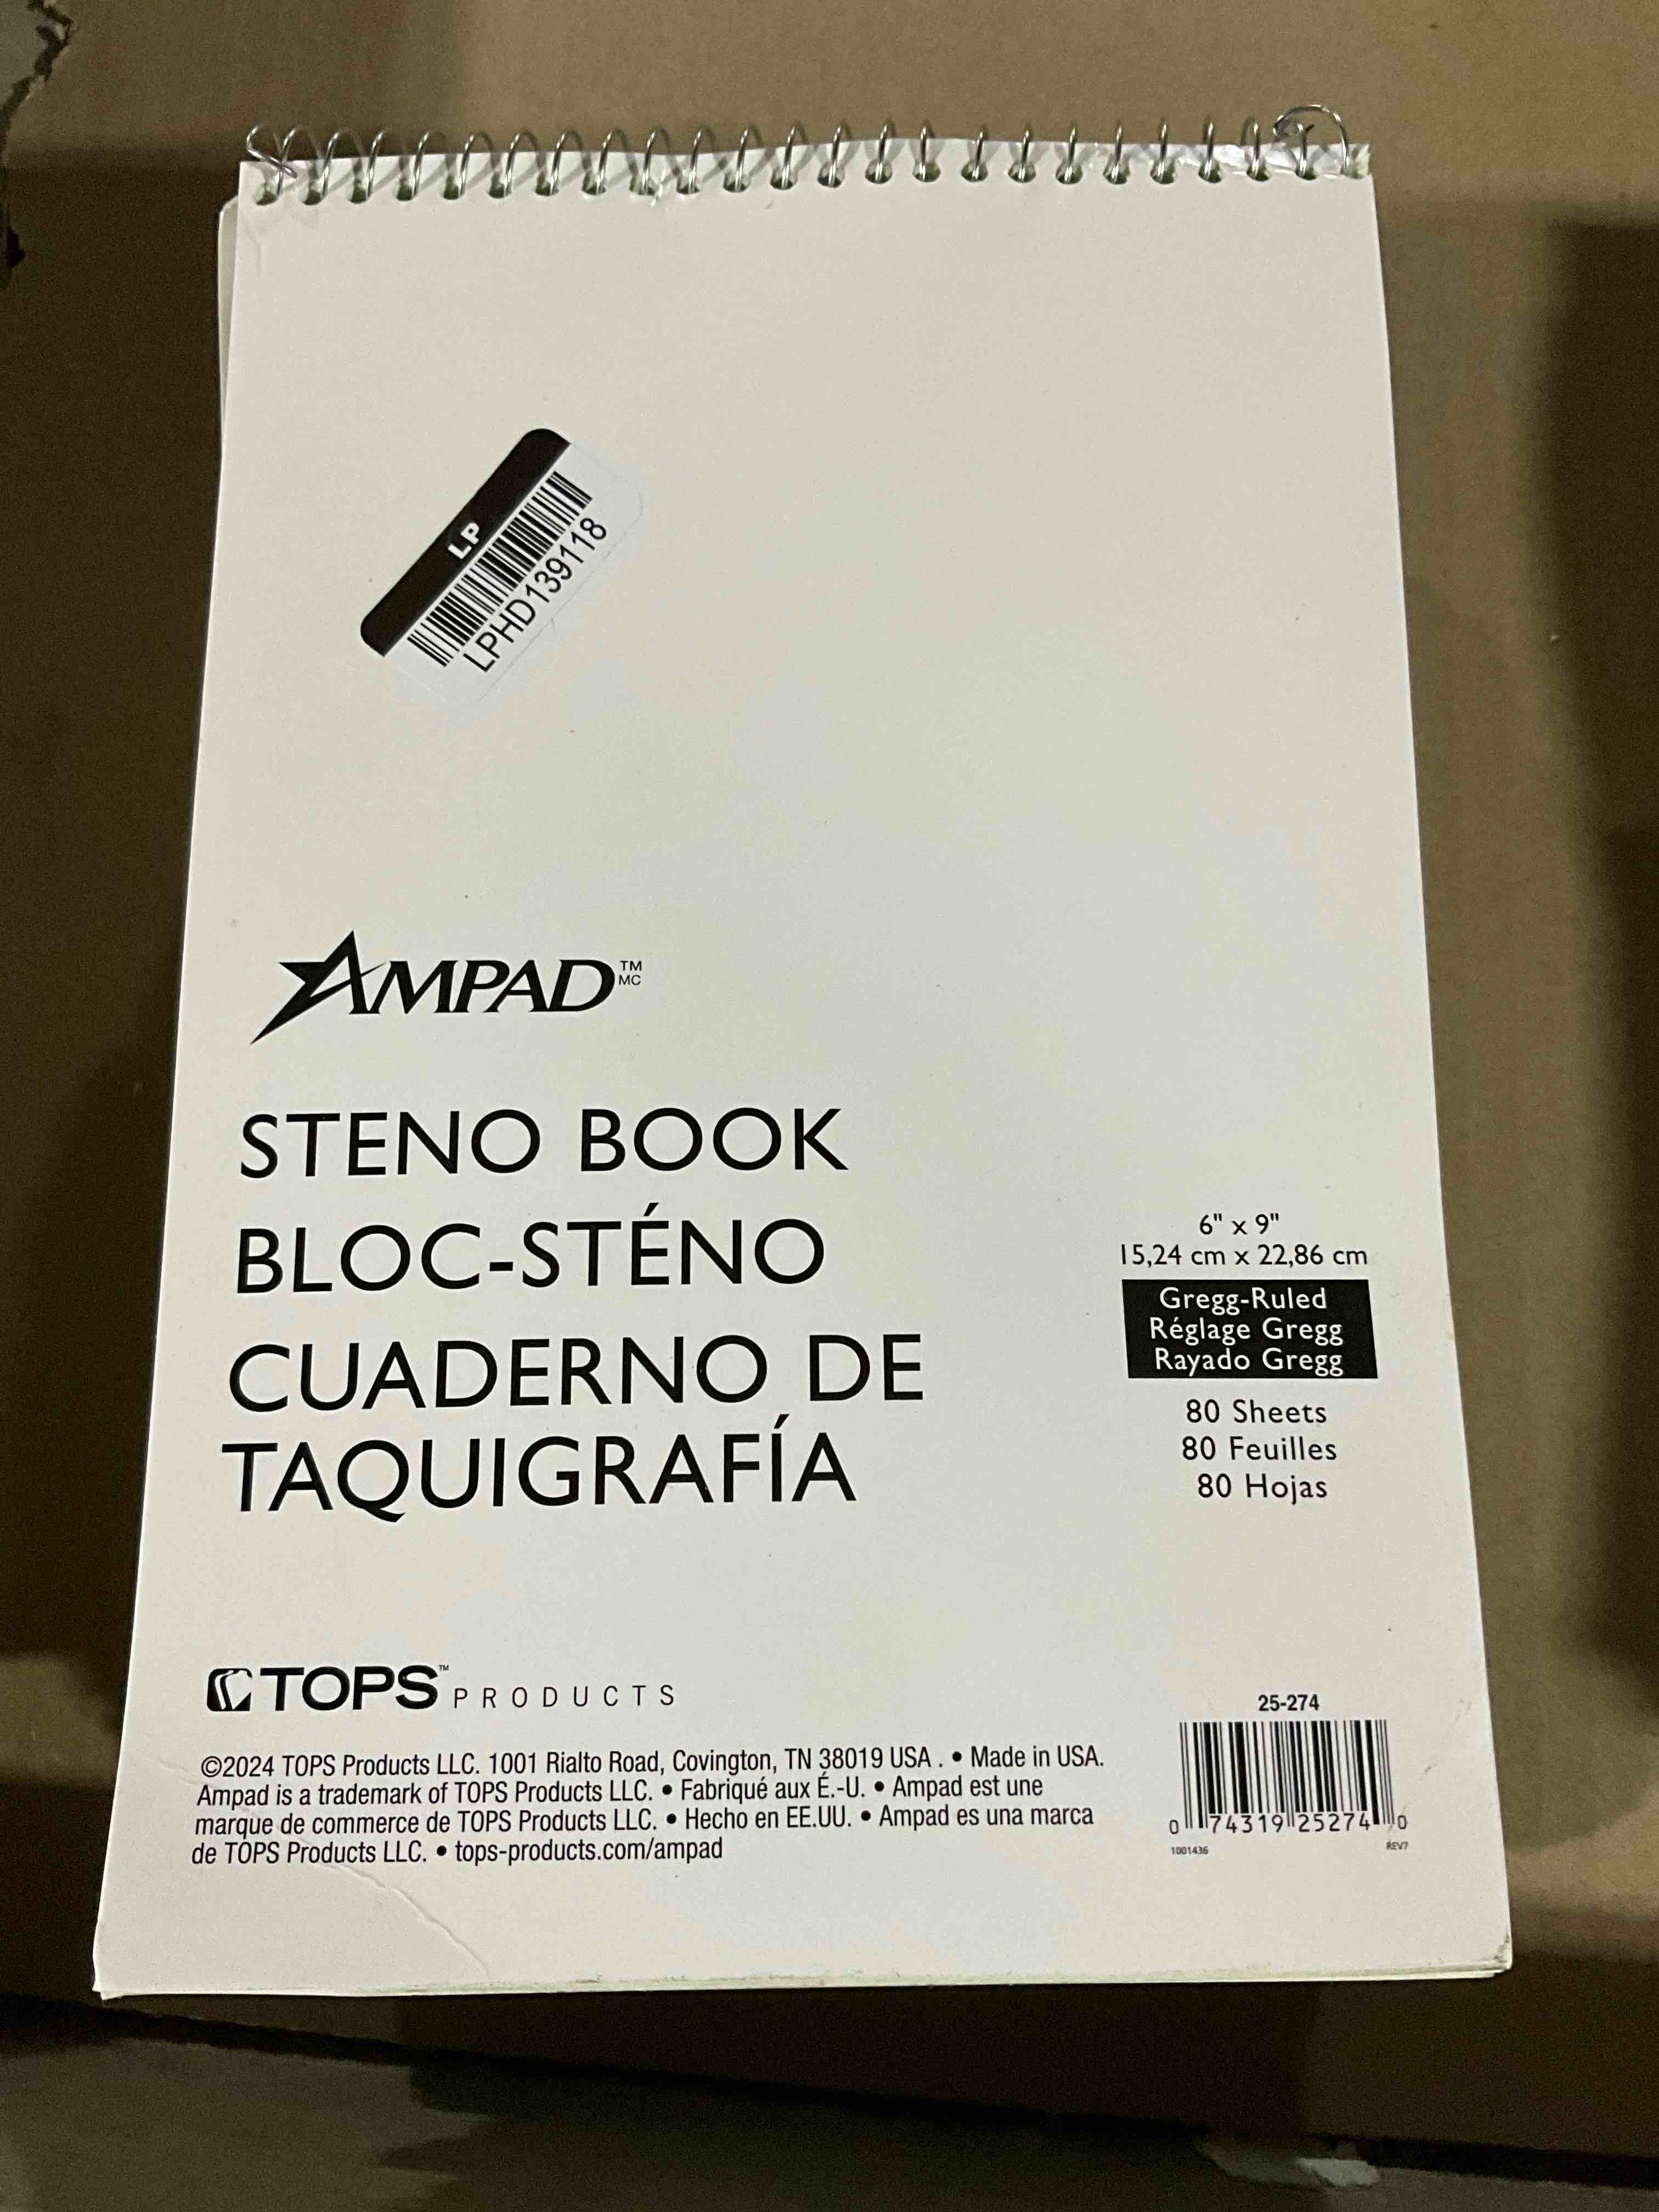 LP
LPHD139118
AMPAD™
MC
STENO BOOK
BLOC-STÉNO
CUADERNO DE
TAQUIGRAFÍA
6" x 9"
15,24 cm x 22,86 cm
Gregg-Ruled
Réglage Gregg
Rayado Gregg
80 Sheets
80 Feuilles
80 Hojas
TOPS™ PRODUCTS
©2024 TOPS Products LLC. 1001 Rialto Road, Covington, TN 38019 USA . • Made in USA.
Ampad is a trademark of TOPS Products LLC. • Fabriqué aux É.-U. • Ampad est une
marque de commerce de TOPS Products LLC. • Hecho en EE.UU. • Ampad es una marca
de TOPS Products LLC. • tops-products.com/ampad
25-274
0 74319 25274 0
1001436 REV7